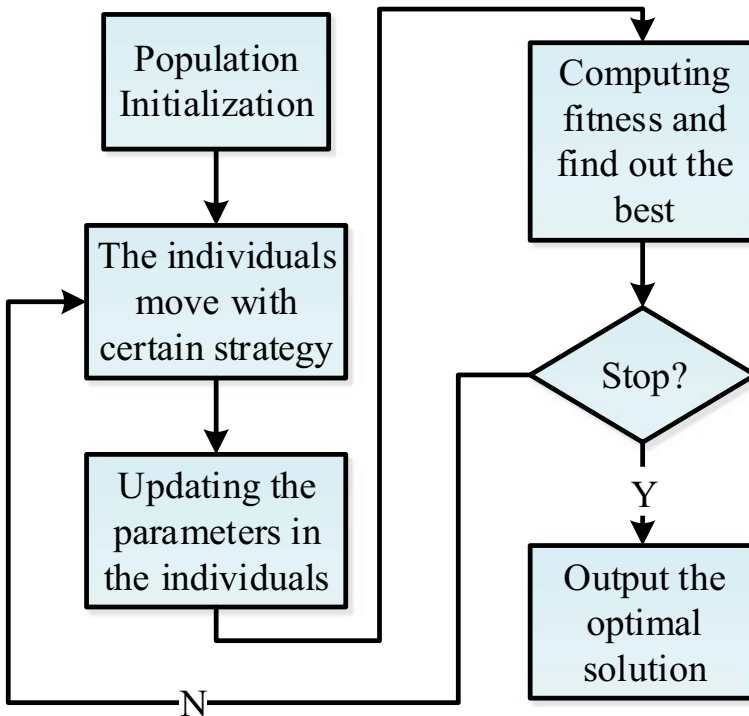 Population
Initialization
The individuals
move with
certain strategy
Updating the
parameters in
the individuals
Computing
fitness and
find out the
best
Stop?
Y
Output the
optimal
solution
N